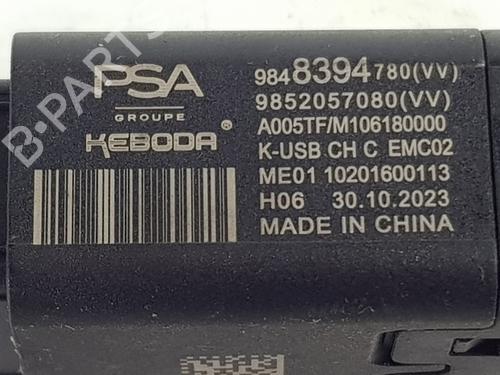 PSA
GROUPE
KEBODA®
9848394780(VV)
9852057080(VV)
A005TF/M106180000
K-USB CH C EMC02
ME01 10201600113
H06 30.10.2023
MADE IN CHINA
B-PARTS